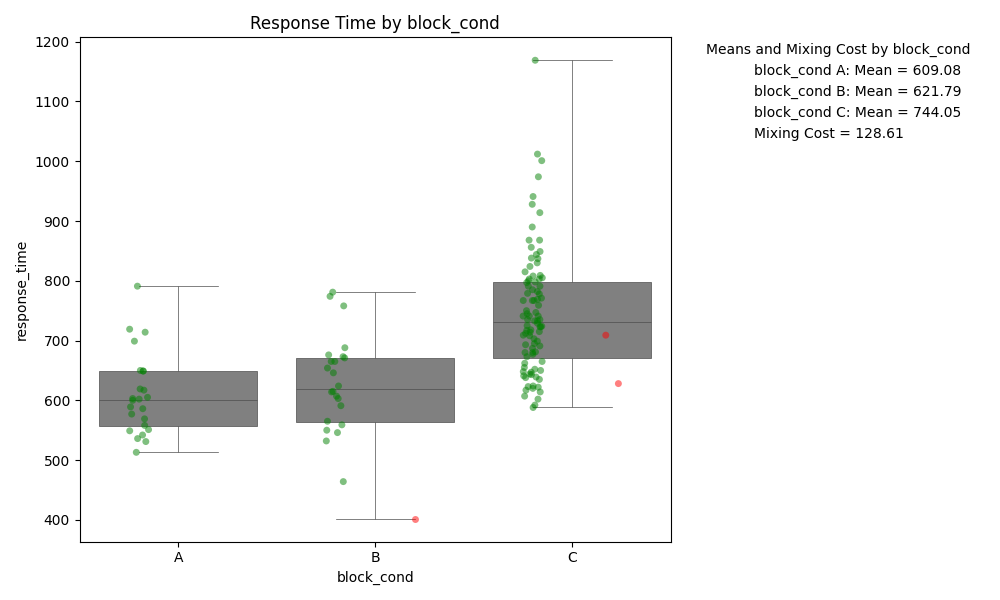 Response Time by block_cond
Means and Mixing Cost by block_cond
block_cond A: Mean = 609.08
block_cond B: Mean = 621.79
block_cond C: Mean = 744.05
Mixing Cost = 128.61
response_time
1200
1100
1000
900
800
700
600
500
400
A
B
C
block_cond